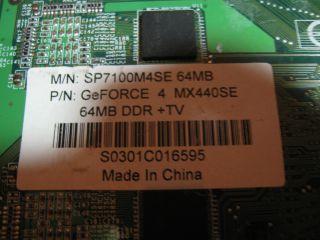 M/N: SP7100M4SE 64MB
P/N: GeFORCE 4 MX440SE
64MB DDR +TV
S0301C016595
Made In China